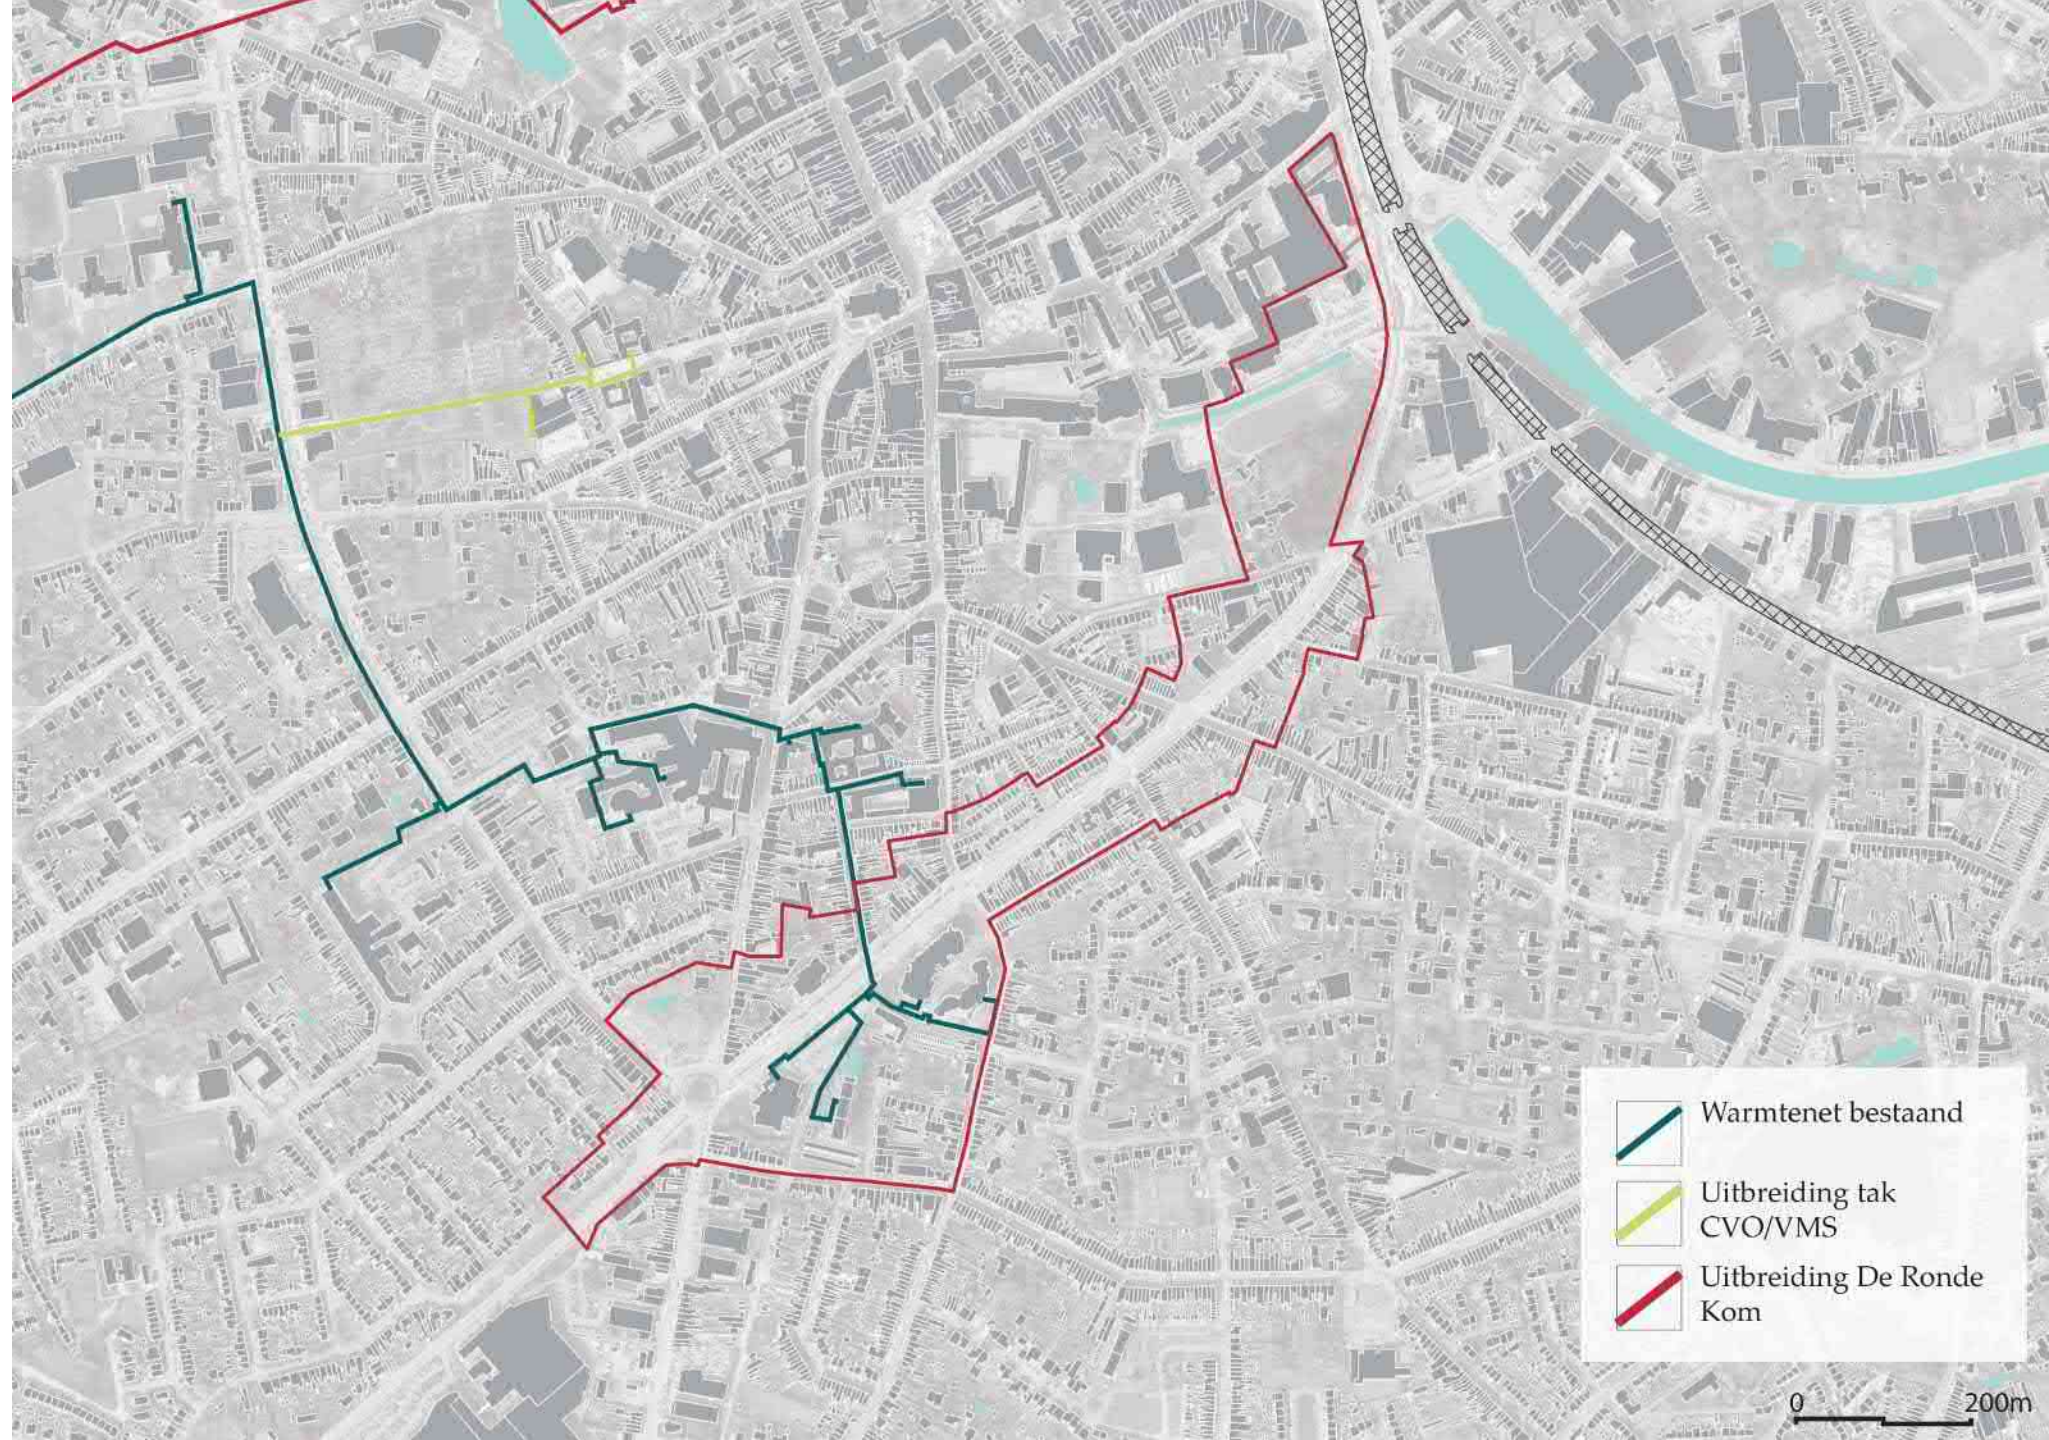 Warmtenet bestaand
Uitbreiding tak
CVO/VMS
Uitbreiding De Ronde
Kom
0 200m